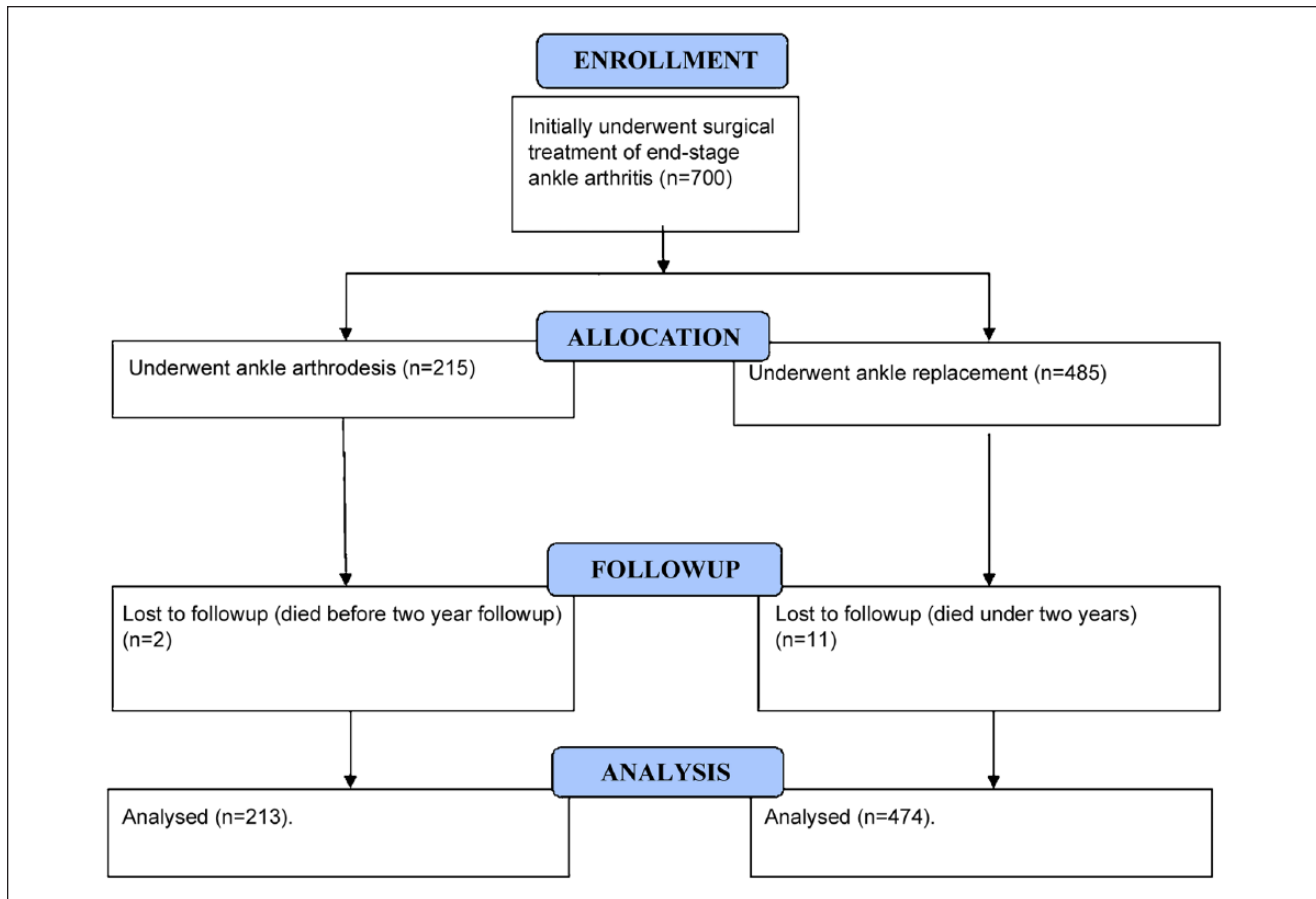 ENROLLMENT
Initially underwent surgical
treatment of end-stage
ankle arthritis (n=700)
ALLOCATION
Underwent ankle arthrodesis (n=215)
Underwent ankle replacement (n=485)
FOLLOWUP
Lost to followup (died before two year followup)
(n=2)
Lost to followup (died under two years)
(n=11)
ANALYSIS
Analysed (n=213).
Analysed (n=474).